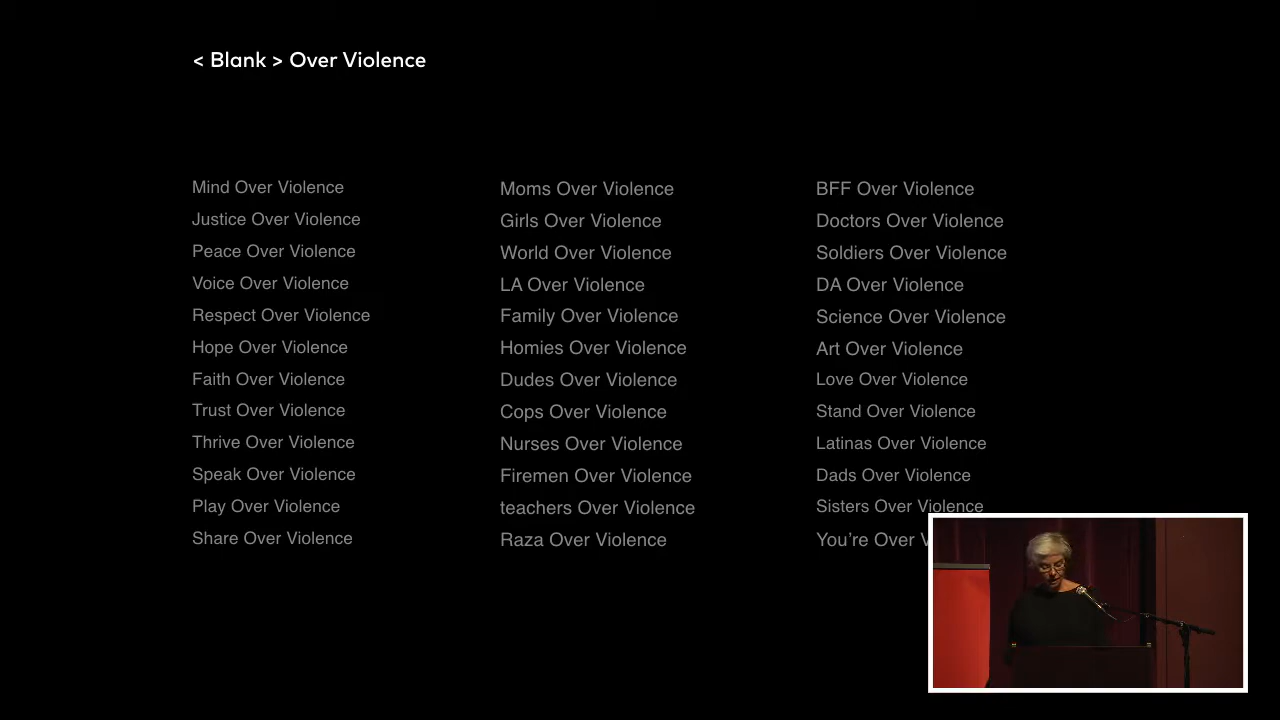 < Blank > Over Violence
Mind Over Violence
Justice Over Violence
Peace Over Violence
Voice Over Violence
Respect Over Violence
Hope Over Violence
Faith Over Violence
Trust Over Violence
Thrive Over Violence
Speak Over Violence
Play Over Violence
Share Over Violence
Moms Over Violence
Girls Over Violence
World Over Violence
LA Over Violence
Family Over Violence
Homies Over Violence
Dudes Over Violence
Cops Over Violence
Nurses Over Violence
Firemen Over Violence
teachers Over Violence
Raza Over Violence
BFF Over Violence
Doctors Over Violence
Soldiers Over Violence
DA Over Violence
Science Over Violence
Art Over Violence
Love Over Violence
Stand Over Violence
Latinas Over Violence
Dads Over Violence
Sisters Over Violence
You’re Over